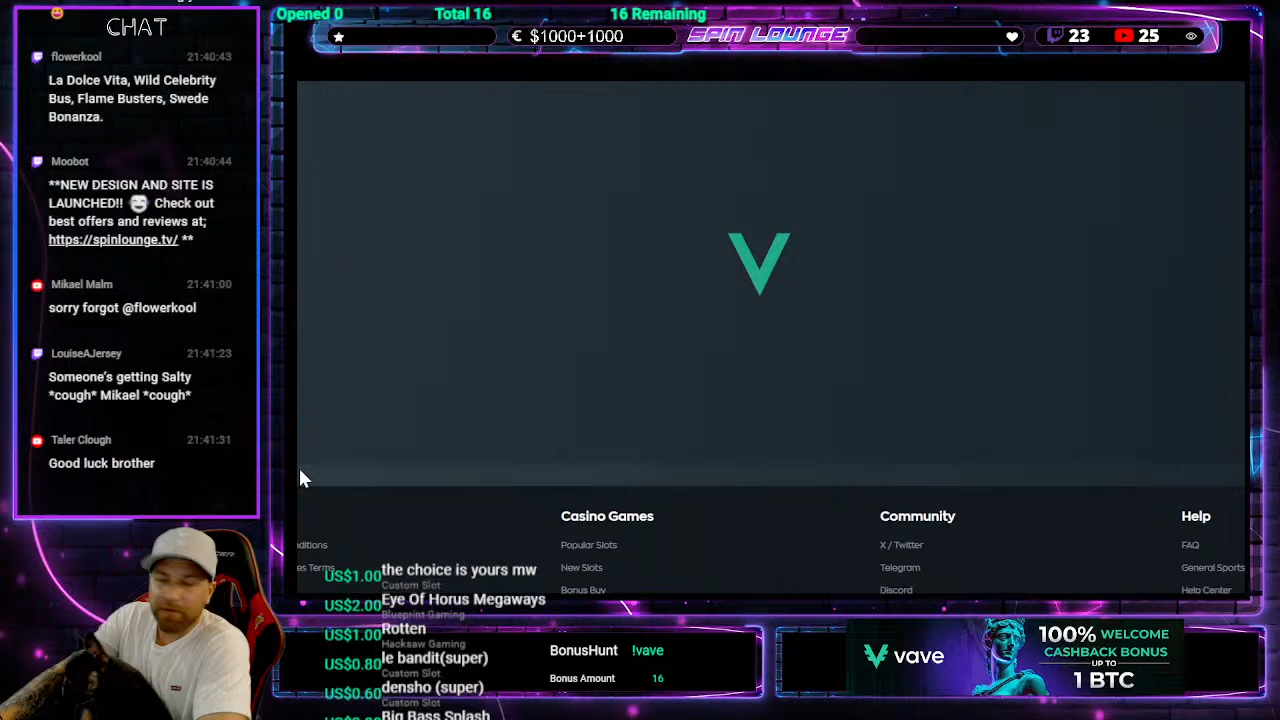 Opened 0
Total 16
16 Remaining
CHAT
€ $1000+1000
SPIN LOUNGE
23
25
flowerkool
21:40:43
La Dolce Vita, Wild Celebrity
Bus, Flame Busters, Swede
Bonanza.
Moobot
21:40:44
**NEW DESIGN AND SITE IS
LAUNCHED!! Check out
best offers and reviews at;
https://spinlounge.tv/ **
Mikael Malm
21:41:00
sorry forgot @flowerkool
LouiseAJersey
21:41:23
Someone's getting Salty
*cough* Mikael *cough*
Taler Clough
21:41:31
Good luck brother
V
Casino Games
Popular Slots
New Slots
Bonus Buy
Community
X / Twitter
Telegram
Discord
Help
FAQ
General Sports
Help Center
US$1.00
the choice is yours mw
Custom Slot
US$2.00
Eye Of Horus Megaways
Blueprint Gaming
US$1.00
Rotten
Hacksaw Gaming
US$0.80
le bandit(super)
Custom Slot
US$0.60
densho (super)
Custom Slot
Big Bass Splash
BonusHunt
!vave
Bonus Amount
16
vave
100% WELCOME
CASHBACK BONUS
UP TO
1 BTC